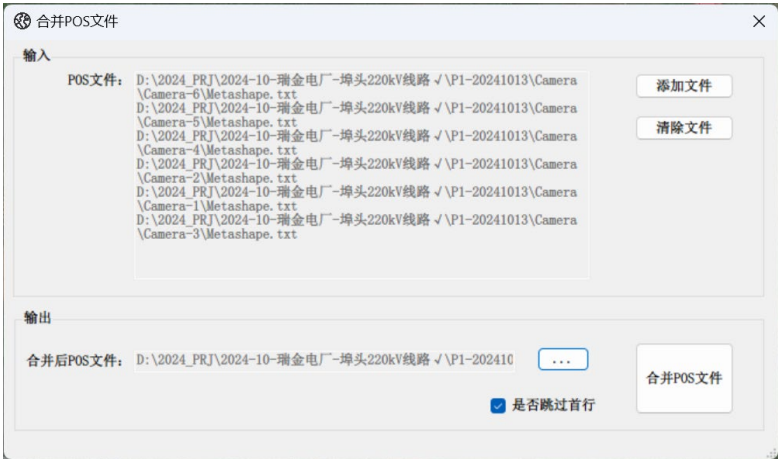 合并POS文件
输入
POS文件：
D:\2024_PRJ\2024-10-瑞金电厂-埠头220kV线路√\P1-20241013\Camera
\Camera-6\Metashape.txt
D:\2024_PRJ\2024-10-瑞金电厂-埠头220kV线路√\P1-20241013\Camera
\Camera-5\Metashape.txt
D:\2024_PRJ\2024-10-瑞金电厂-埠头220kV线路√\P1-20241013\Camera
\Camera-4\Metashape.txt
D:\2024_PRJ\2024-10-瑞金电厂-埠头220kV线路√\P1-20241013\Camera
\Camera-2\Metashape.txt
D:\2024_PRJ\2024-10-瑞金电厂-埠头220kV线路√\P1-20241013\Camera
\Camera-1\Metashape.txt
D:\2024_PRJ\2024-10-瑞金电厂-埠头220kV线路√\P1-20241013\Camera
\Camera-3\Metashape.txt
添加文件
清除文件
输出
合并后POS文件：
D:\2024_PRJ\2024-10-瑞金电厂-埠头220kV线路√\P1-202410
...
合并POS文件
是否跳过首行